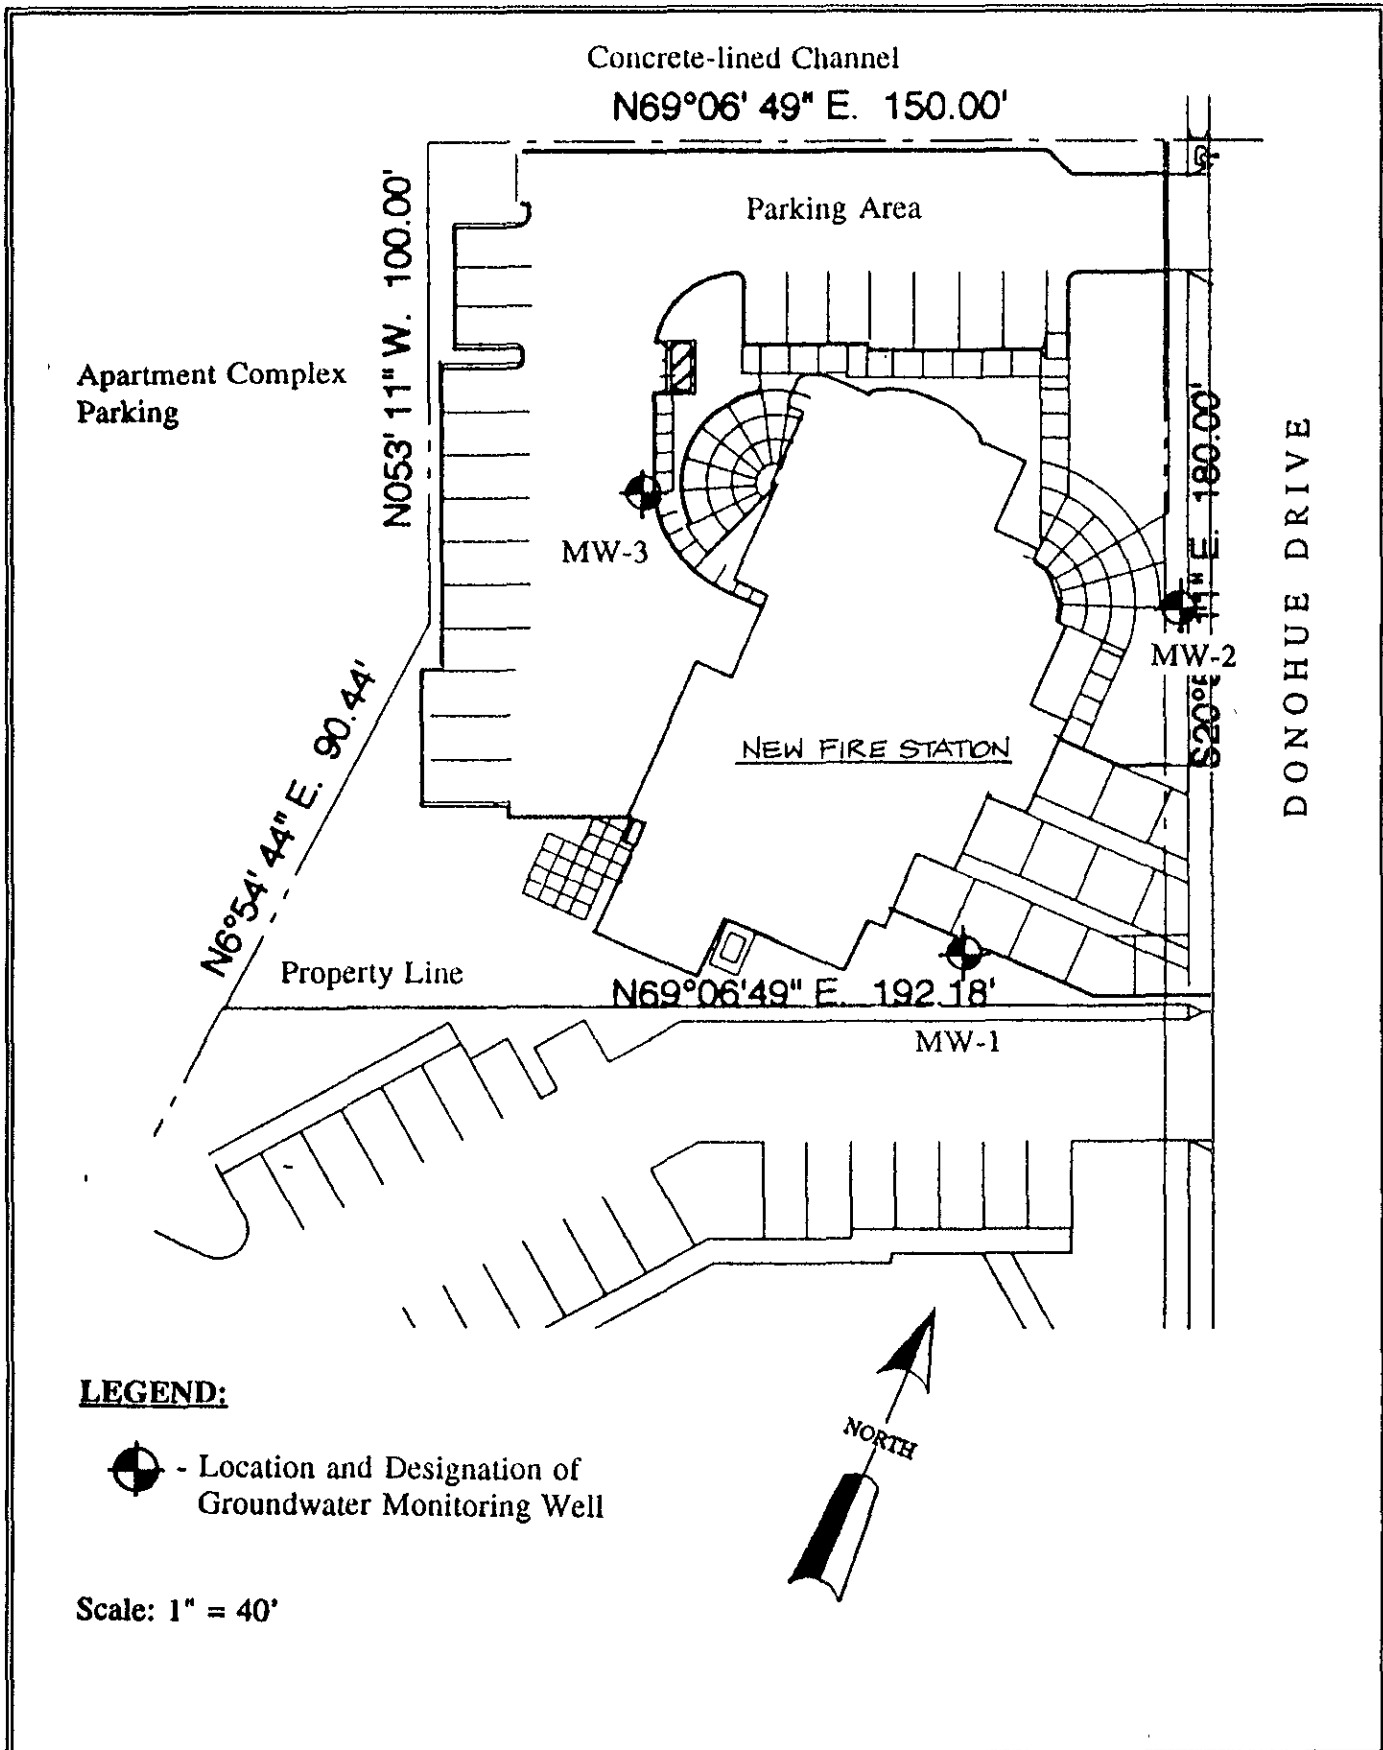 Concrete-lined Channel
N69°06' 49" E. 150.00'
Parking Area
N053' 11" W. 100.00'
Apartment Complex
Parking
MW-3
180.00'
DONOHUE DRIVE
MW-2
NEW FIRE STATION
N6°54' 44" E. 90.44'
Property Line
N69°06'49" E. 192.18'
MW-1
NORTH
LEGEND:
- Location and Designation of
Groundwater Monitoring Well
Scale: 1" = 40'